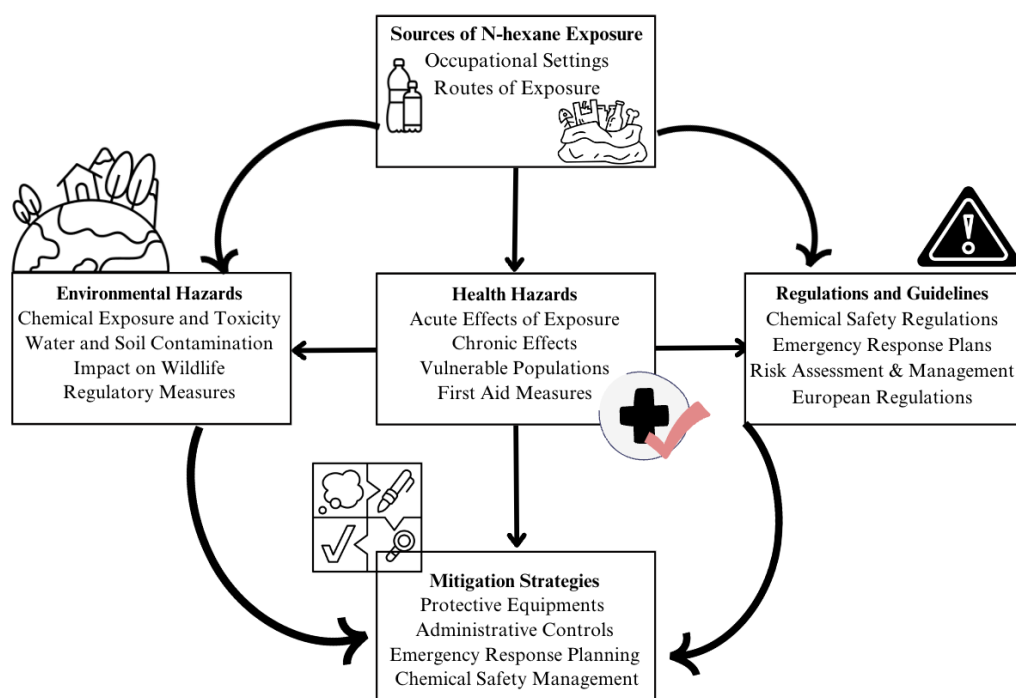 Sources of N-hexane Exposure
Occupational Settings
Routes of Exposure
Environmental Hazards
Chemical Exposure and Toxicity
Water and Soil Contamination
Impact on Wildlife
Regulatory Measures
Health Hazards
Acute Effects of Exposure
Chronic Effects
Vulnerable Populations
First Aid Measures
Regulations and Guidelines
Chemical Safety Regulations
Emergency Response Plans
Risk Assessment & Management
European Regulations
Mitigation Strategies
Protective Equipments
Administrative Controls
Emergency Response Planning
Chemical Safety Management